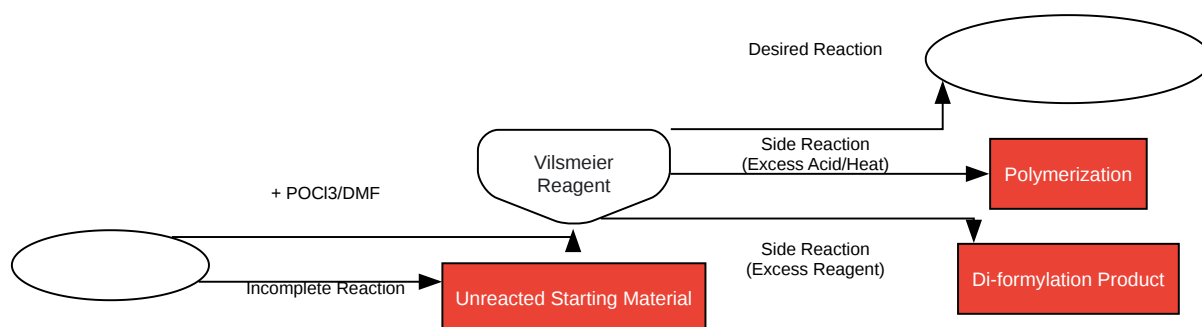 Desired Reaction
Vilsmeier
Reagent
Side Reaction
(Excess Acid/Heat)
Polymerization
+ POCl3/DMF
Side Reaction
(Excess Reagent)
Di-formylation Product
Incomplete Reaction
Unreacted Starting Material